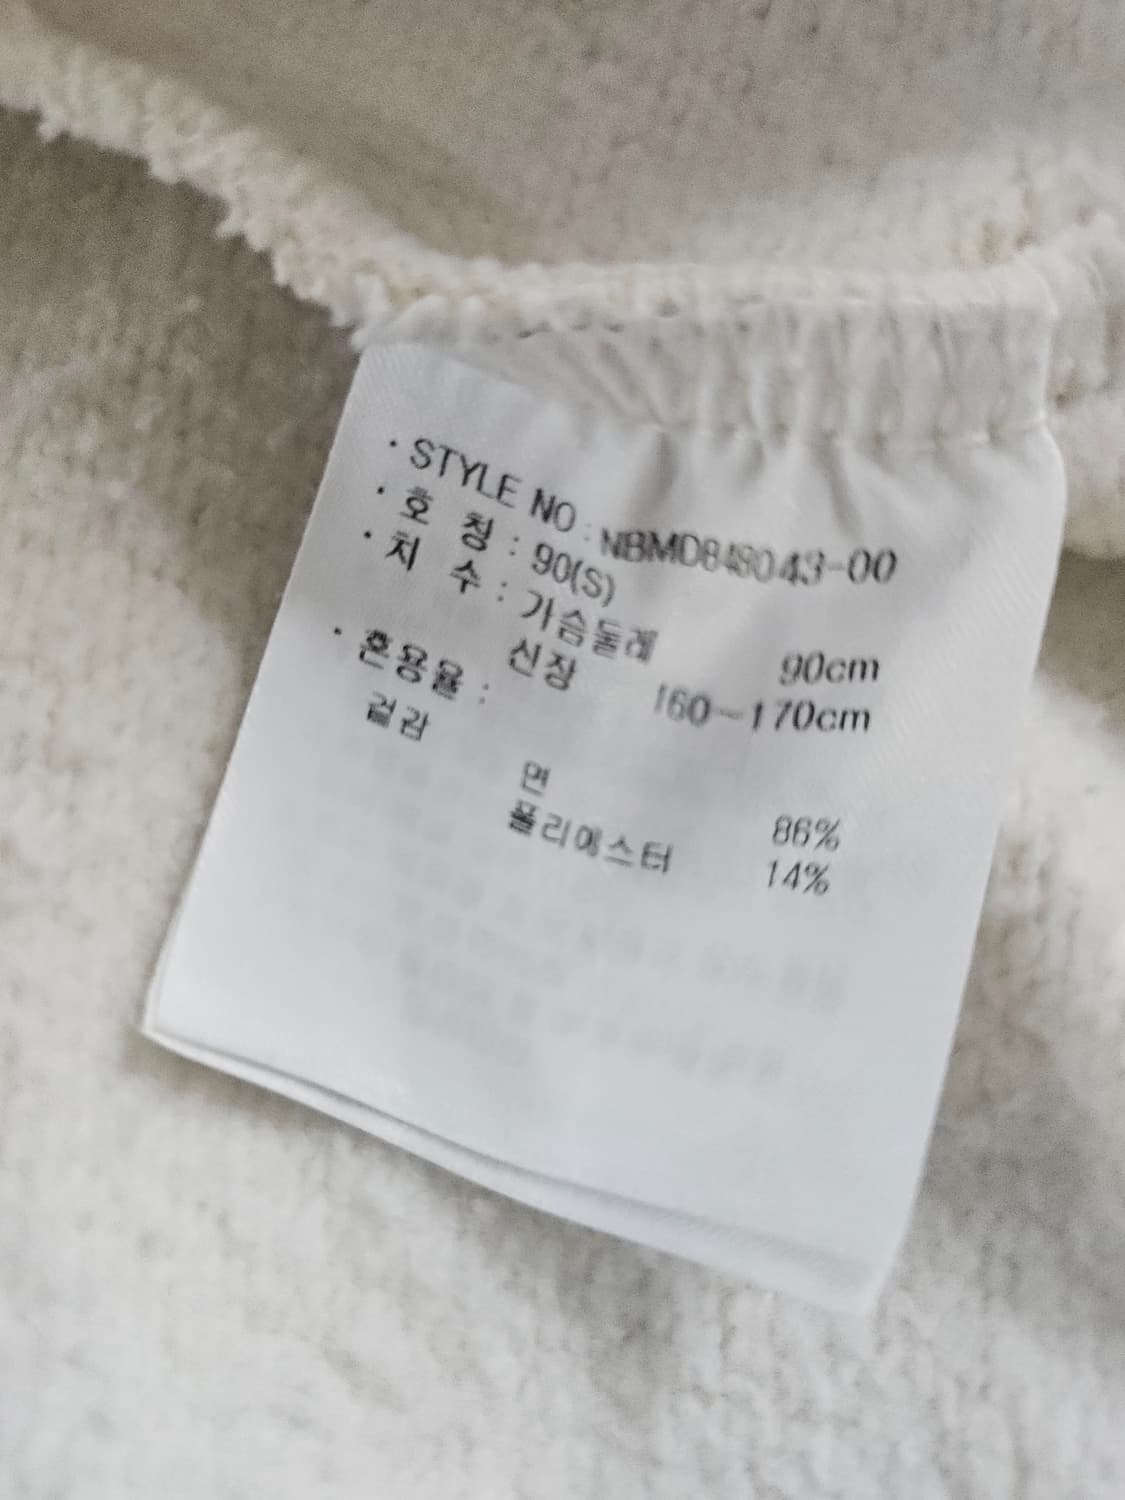 · STYLE NO : NBMD848043-00
· 호 칭 : 90(S)
· 치 수 : 가슴둘레 90cm
신장 160~170cm
· 혼용율 :
겉감
면 86%
폴리에스터 14%